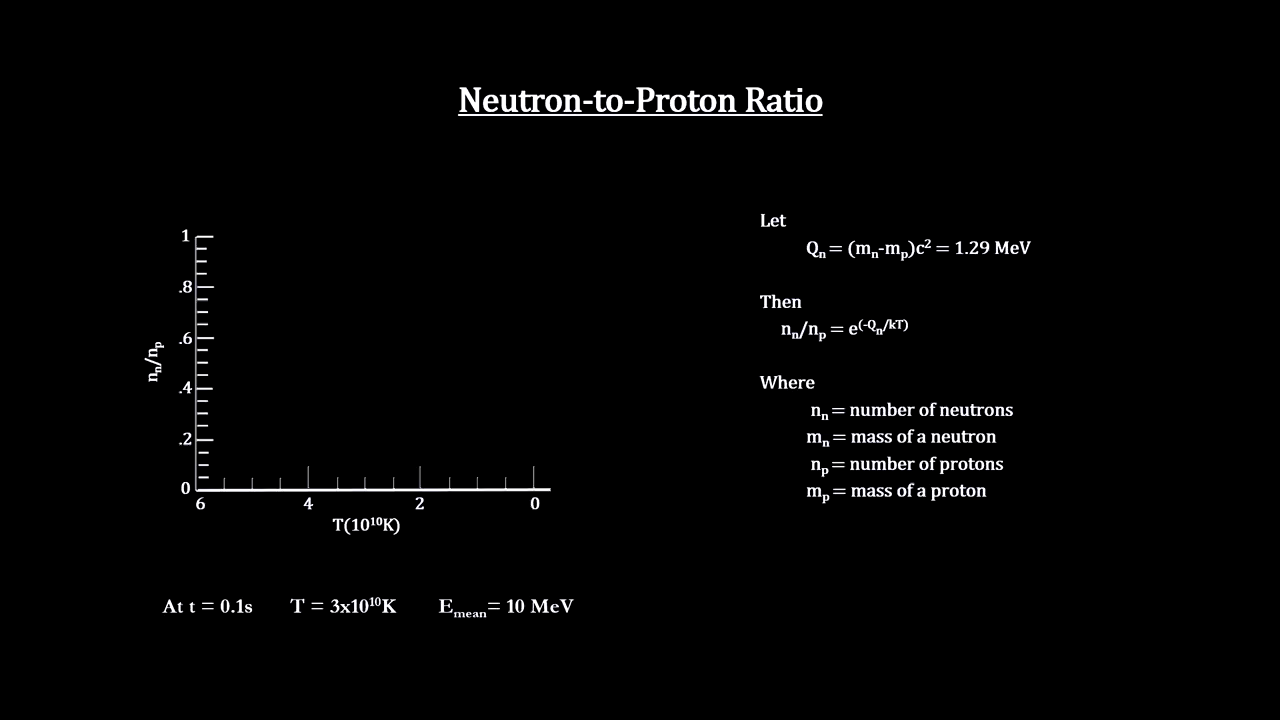 Neutron-to-Proton Ratio
1
.8
.6
.4
.2
0
nₙ/nₚ
6 4 2 0
T(10¹⁰K)
At t = 0.1s T = 3x10¹⁰K Eₘₑₐₙ= 10 MeV
Let
Qₙ = (mₙ-mₚ)c² = 1.29 MeV
Then
nₙ/nₚ = e^(-Qₙ/kT)
Where
nₙ = number of neutrons
mₙ = mass of a neutron
nₚ = number of protons
mₚ = mass of a proton